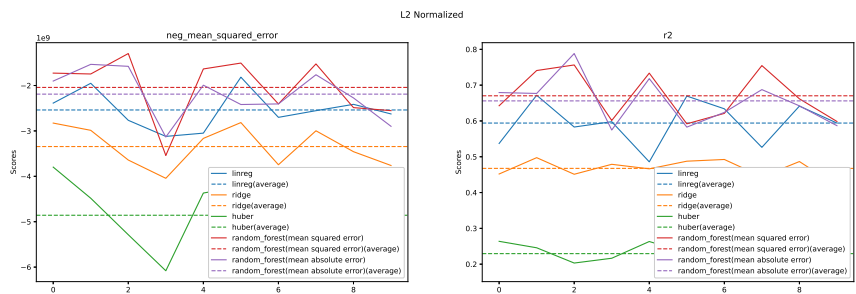 L2 Normalized
neg_mean_squared_error
1e9
−2
−3
−4
−5
−6
Scores
0 2 4 6 8
linreg
linreg(average)
ridge
ridge(average)
huber
huber(average)
random_forest(mean squared error)
random_forest(mean squared error)(average)
random_forest(mean absolute error)
random_forest(mean absolute error)(average)
r2
0.8
0.7
0.6
0.5
0.4
0.3
0.2
Scores
0 2 4 6 8
linreg
linreg(average)
ridge
ridge(average)
huber
huber(average)
random_forest(mean squared error)
random_forest(mean squared error)(average)
random_forest(mean absolute error)
random_forest(mean absolute error)(average)